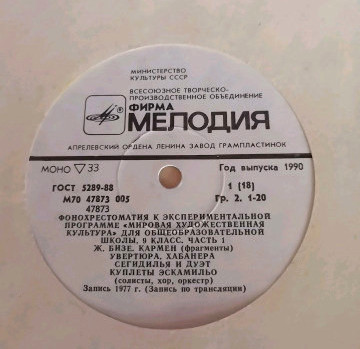 МИНИСТЕРСТВО
КУЛЬТУРЫ СССР
ВСЕСОЮЗНОЕ ТВОРЧЕСКО-
ПРОИЗВОДСТВЕННОЕ ОБЪЕДИНЕНИЕ
ФИРМА
МЕЛОДИЯ
АПРЕЛЕВСКИЙ ОРДЕНА ЛЕНИНА ЗАВОД ГРАМПЛАСТИНОК
МОНО ▽ 33 Год выпуска 1990
ГОСТ 5289-88 1 [18]
М70 47873 005 Гр. 2. 1-20
47873
ФОНОХРЕСТОМАТИЯ К ЭКСПЕРИМЕНТАЛЬНОЙ
ПРОГРАММЕ «МИРОВАЯ ХУДОЖЕСТВЕННАЯ
КУЛЬТУРА» ДЛЯ ОБЩЕОБРАЗОВАТЕЛЬНОЙ
ШКОЛЫ, 9 КЛАСС. ЧАСТЬ 1
Ж. БИЗЕ. КАРМЕН (фрагменты)
УВЕРТЮРА, ХАБАНЕРА
СЕГИДИЛЬЯ И ДУЭТ
КУПЛЕТЫ ЭСКАМИЛЬО
(солисты, хор, оркестр)
Запись 1977 г. (Запись по трансляции)